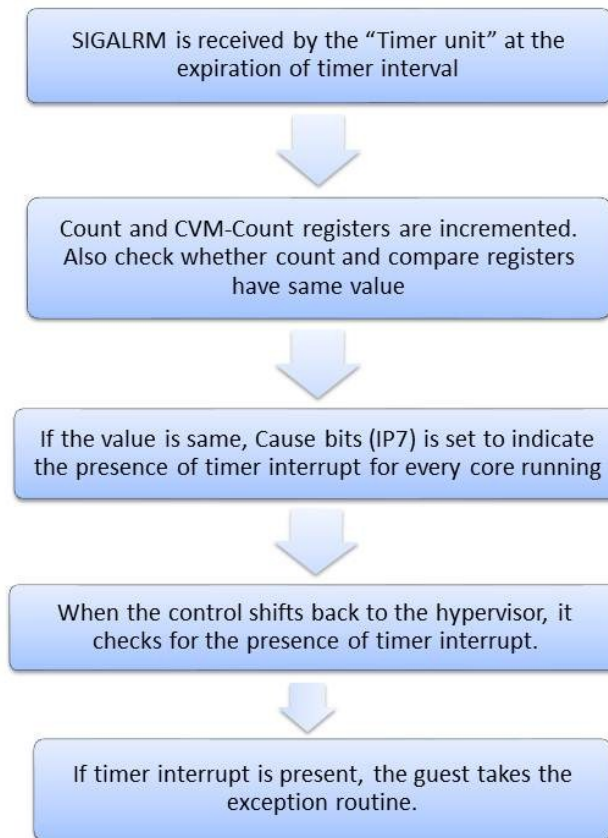 SIGALRM is received by the “Timer unit” at the
expiration of timer interval
Count and CVM-Count registers are incremented.
Also check whether count and compare registers
have same value
If the value is same, Cause bits (IP7) is set to indicate
the presence of timer interrupt for every core running
When the control shifts back to the hypervisor, it
checks for the presence of timer interrupt.
If timer interrupt is present, the guest takes the
exception routine.